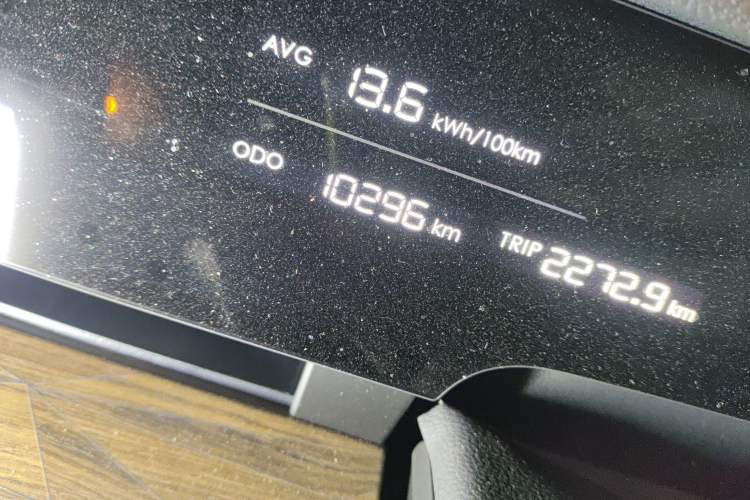 AVG 13.6 kWh/100km
ODO 10296 km TRIP 2272.9 km